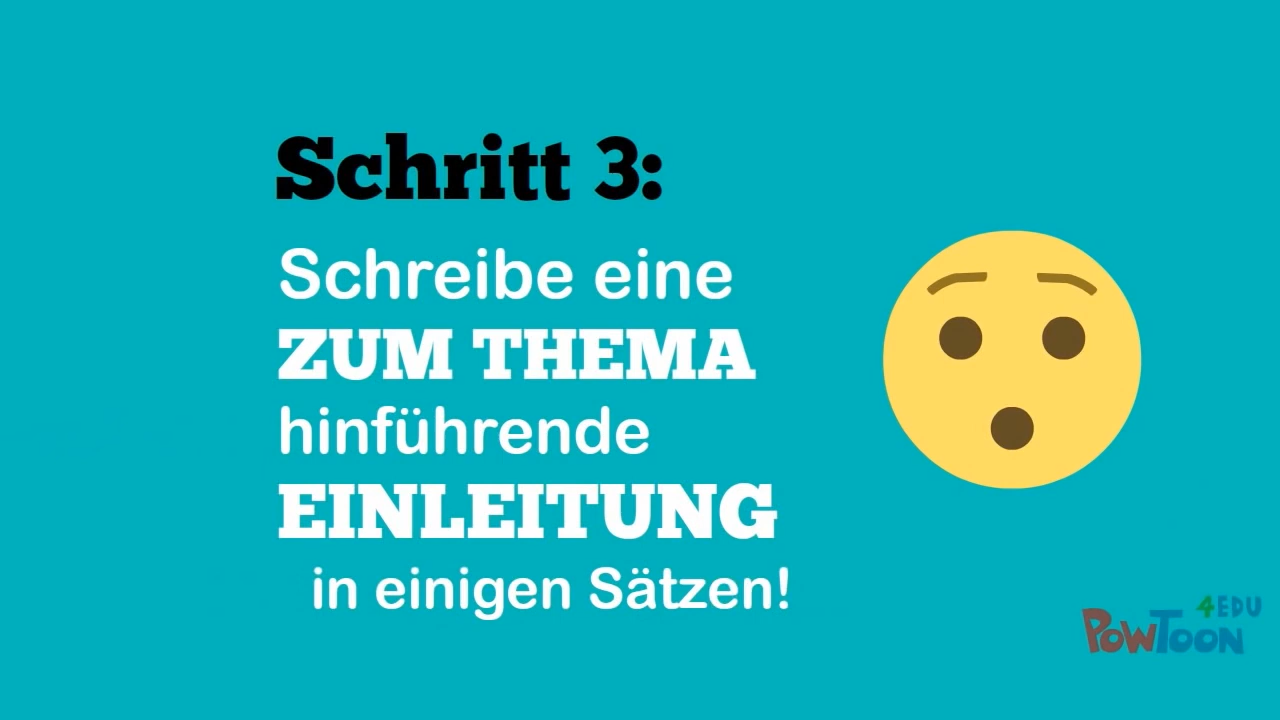 Schritt 3:
Schreibe eine
ZUM THEMA
hinführende
EINLEITUNG
in einigen Sätzen!
4EDU
POWTOON